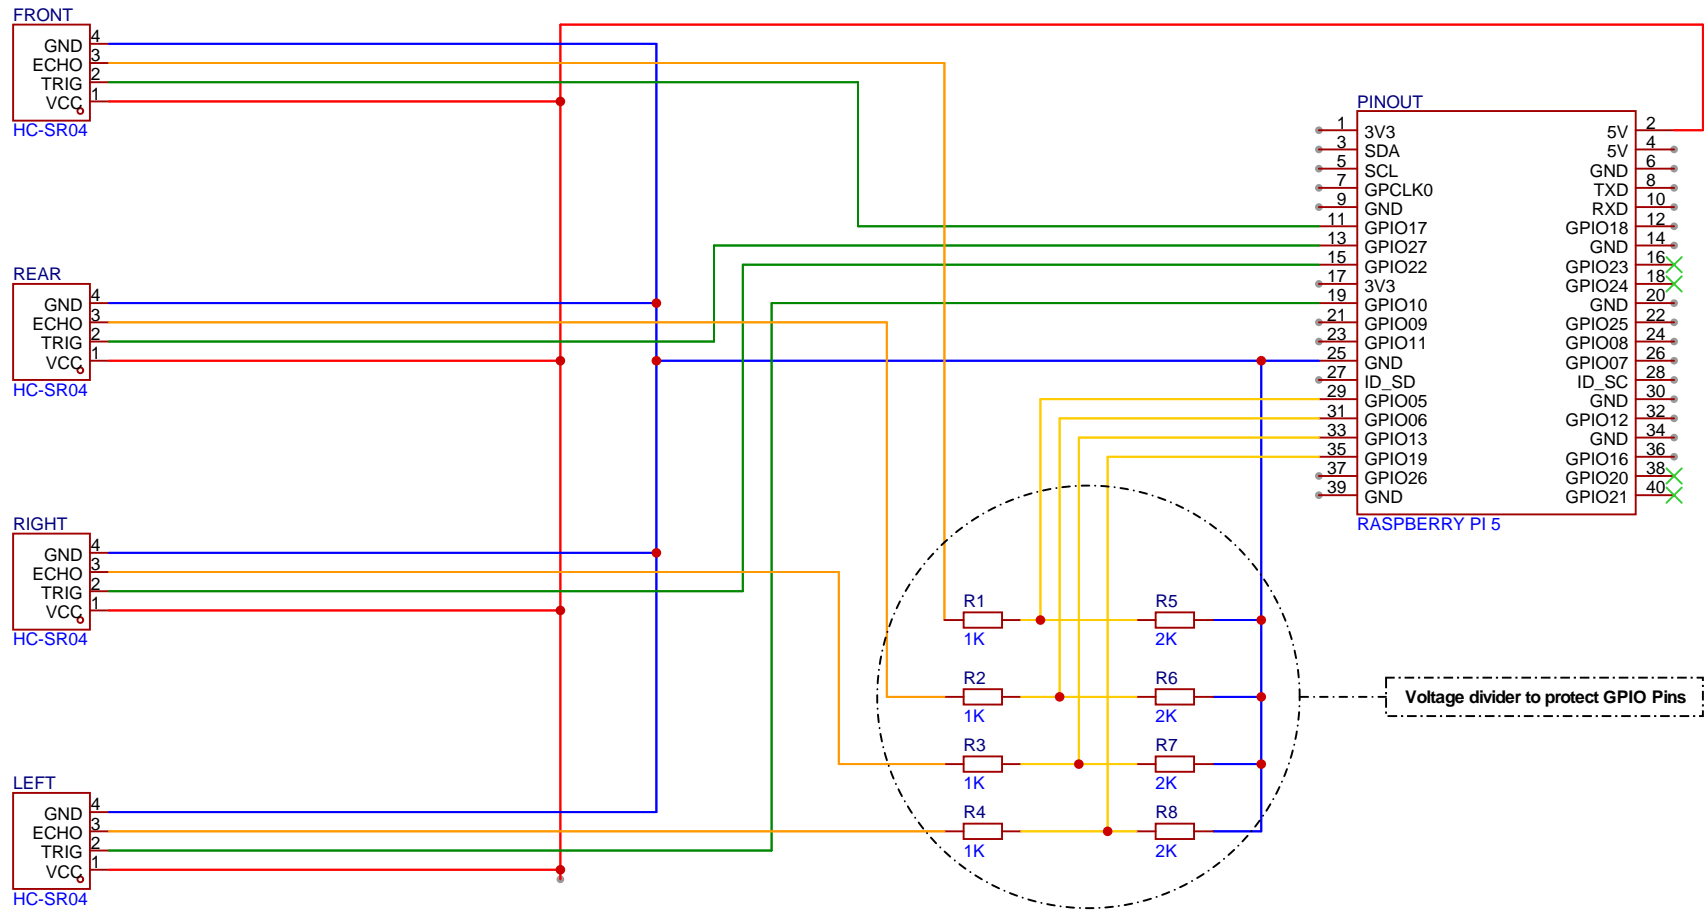 FRONT
GND 4
ECHO 3
TRIG 2
VCC 1
HC-SR04
REAR
GND 4
ECHO 3
TRIG 2
VCC 1
HC-SR04
RIGHT
GND 4
ECHO 3
TRIG 2
VCC 1
HC-SR04
LEFT
GND 4
ECHO 3
TRIG 2
VCC 1
HC-SR04
PINOUT
1 3V3 5V 2
3 SDA 5V 4
5 SCL GND 6
7 GPCLK0 TXD 8
9 GND RXD 10
11 GPIO17 GPIO18 12
13 GPIO27 GND 14
15 GPIO22 GPIO23 16
17 3V3 GPIO24 18
19 GPIO10 GND 20
21 GPIO09 GPIO25 22
23 GPIO11 GPIO08 24
25 GND GPIO07 26
27 ID_SD ID_SC 28
29 GPIO05 GND 30
31 GPIO06 GPIO12 32
33 GPIO13 GND 34
35 GPIO19 GPIO16 36
37 GPIO26 GPIO20 38
39 GND GPIO21 40
RASPBERRY PI 5
R1 R5
1K 2K
R2 R6
1K 2K
R3 R7
1K 2K
R4 R8
1K 2K
Voltage divider to protect GPIO Pins